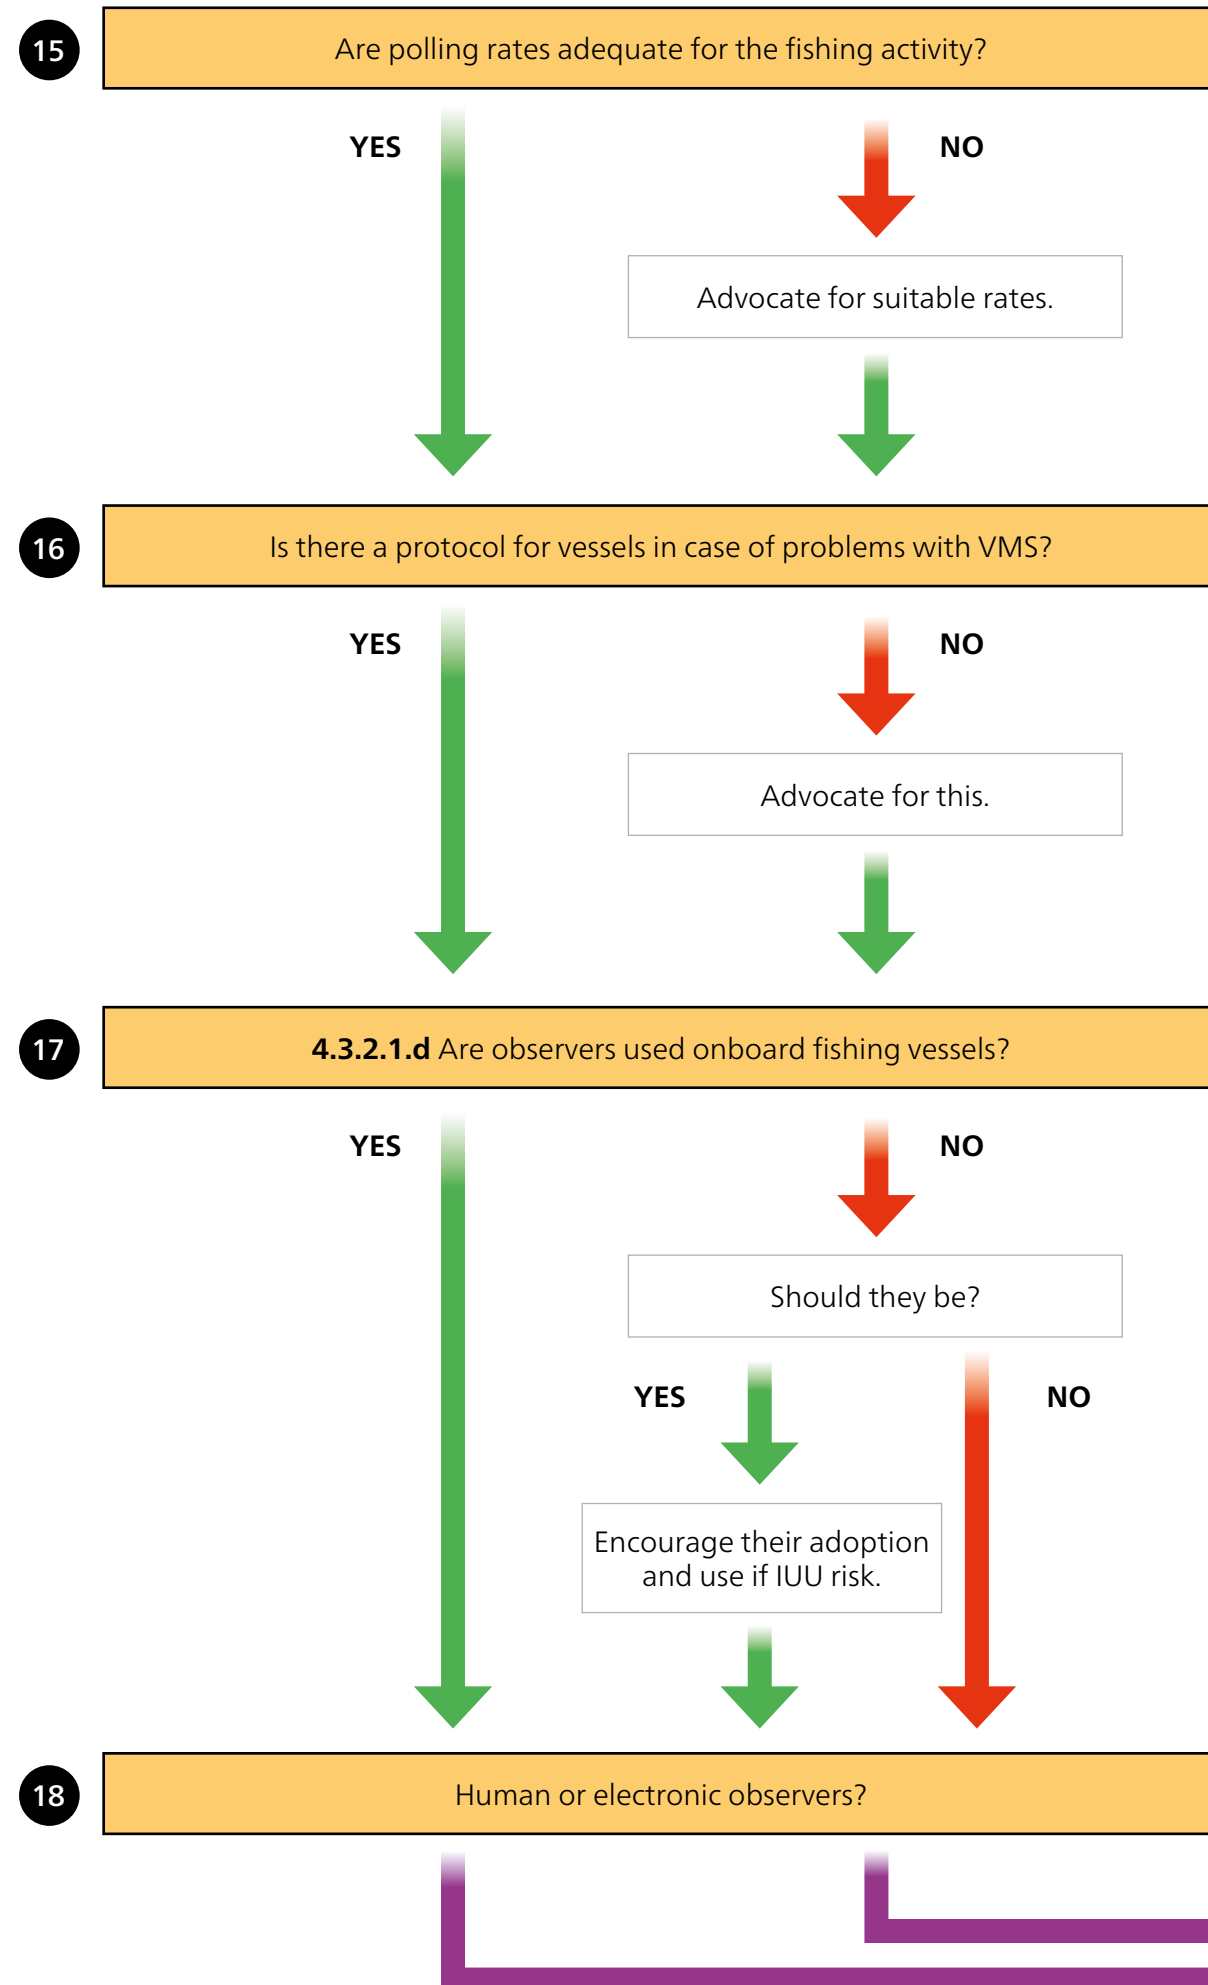 15
Are polling rates adequate for the fishing activity?
YES
NO
Advocate for suitable rates.
16
Is there a protocol for vessels in case of problems with VMS?
YES
NO
Advocate for this.
17
4.3.2.1.d Are observers used onboard fishing vessels?
YES
NO
Should they be?
YES
NO
Encourage their adoption
and use if IUU risk.
18
Human or electronic observers?